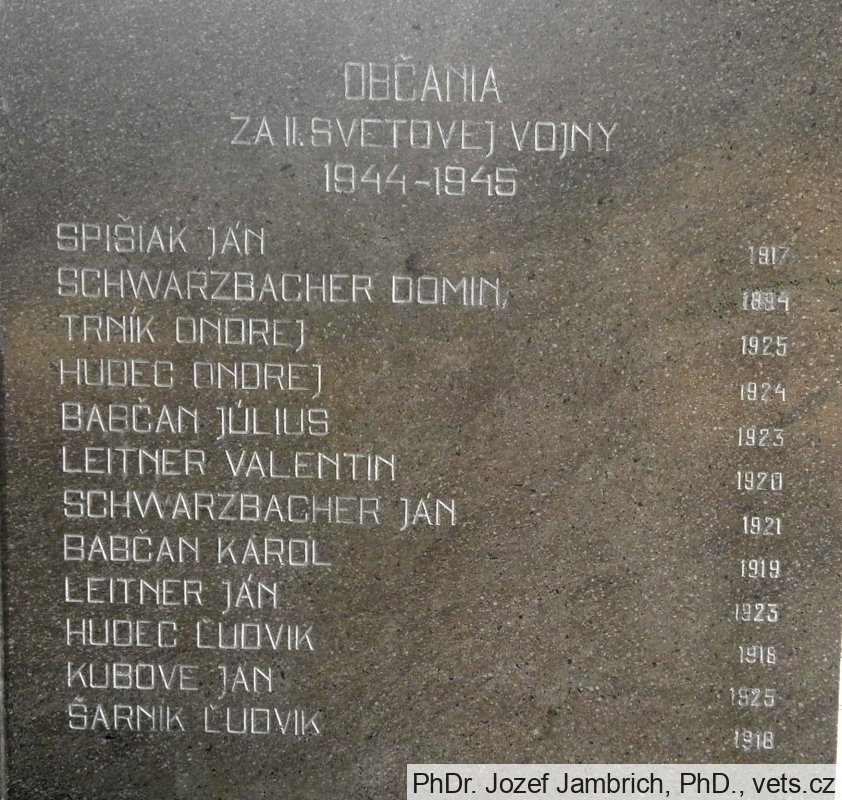 OBČANIA
ZA II. SVETOVEJ VOJNY
1944-1945
SPIŠIAK JÁN 1917
SCHWARZBACHER DOMIN, 1894
TRNÍK ONDREJ 1925
HUDEC ONDREJ 1924
BABČAN JÚLIUS 1923
LEITNER VALENTIN 1920
SCHWARZBACHER JÁN 1921
BABČAN KAROL 1919
LEITNER JÁN 1923
HUDEC ĽUDVIK 1918
KUBOVE JÁN 1925
ŠARNIK ĽUDVIK 1918
PhDr. Jozef Jambrich, PhD., vets.cz